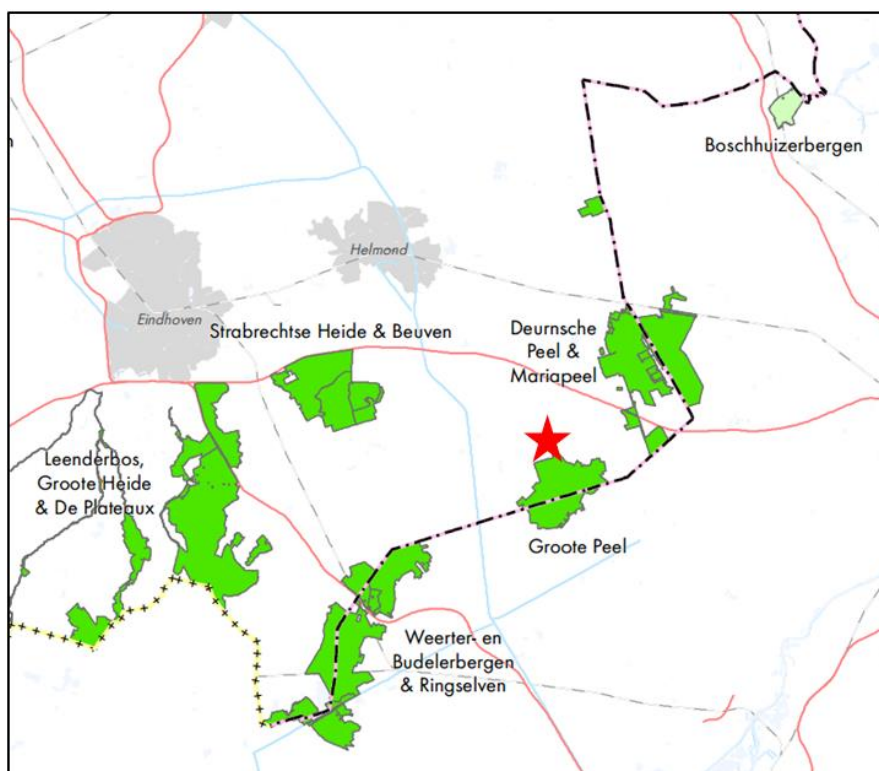 Boschhuizerbergen
Helmond
Eindhoven
Strabrechtse Heide & Beuven
Deurnsche
Peel &
Mariapeel
Leenderbos,
Groote Heide
& De Plateaux
Groote Peel
Weerter- en
Budelerbergen
& Ringselven